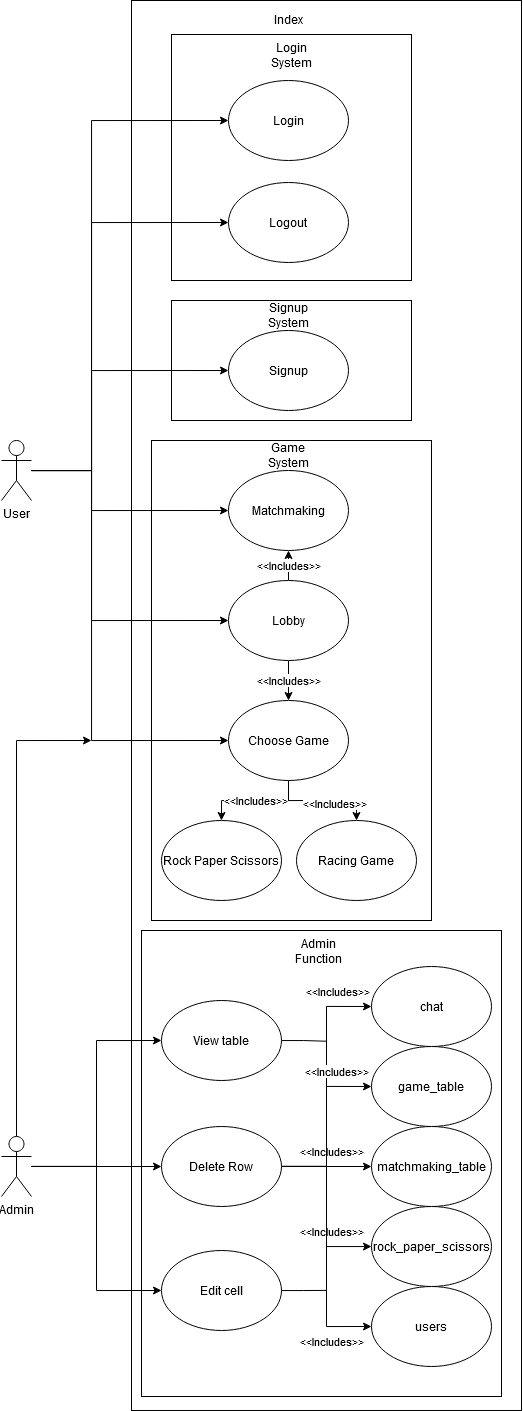 Index
Login
System
Login
Logout
Signup
System
Signup
Game
System
User
Matchmaking
<<Includes>>
Lobby
<<Includes>>
Choose Game
<<Includes>>
<<Includes>>
Rock Paper Scissors
Racing Game
Admin
Function
<<Includes>>
chat
View table
<<Includes>>
game_table
<<Includes>>
Delete Row
matchmaking_table
Admin
<<Includes>>
rock_paper_scissors
Edit cell
users
<<Includes>>